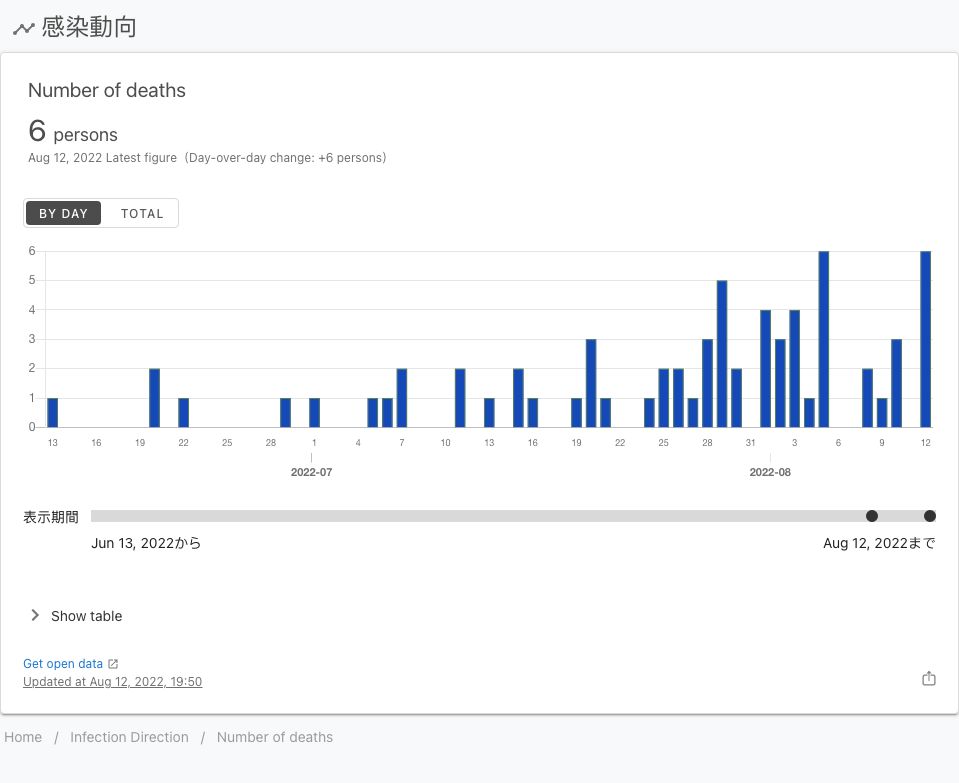 感染動向
Number of deaths
6 persons
Aug 12, 2022 Latest figure (Day-over-day change: +6 persons)
BY DAY TOTAL
6
5
4
3
2
1
0
13 16 19 22 25 28 1 4 7 10 13 16 19 22 25 28 31 3 6 9 12
2022-07 2022-08
表示期間
Jun 13, 2022から Aug 12, 2022まで
Show table
Get open data
Updated at Aug 12, 2022, 19:50
Home / Infection Direction / Number of deaths